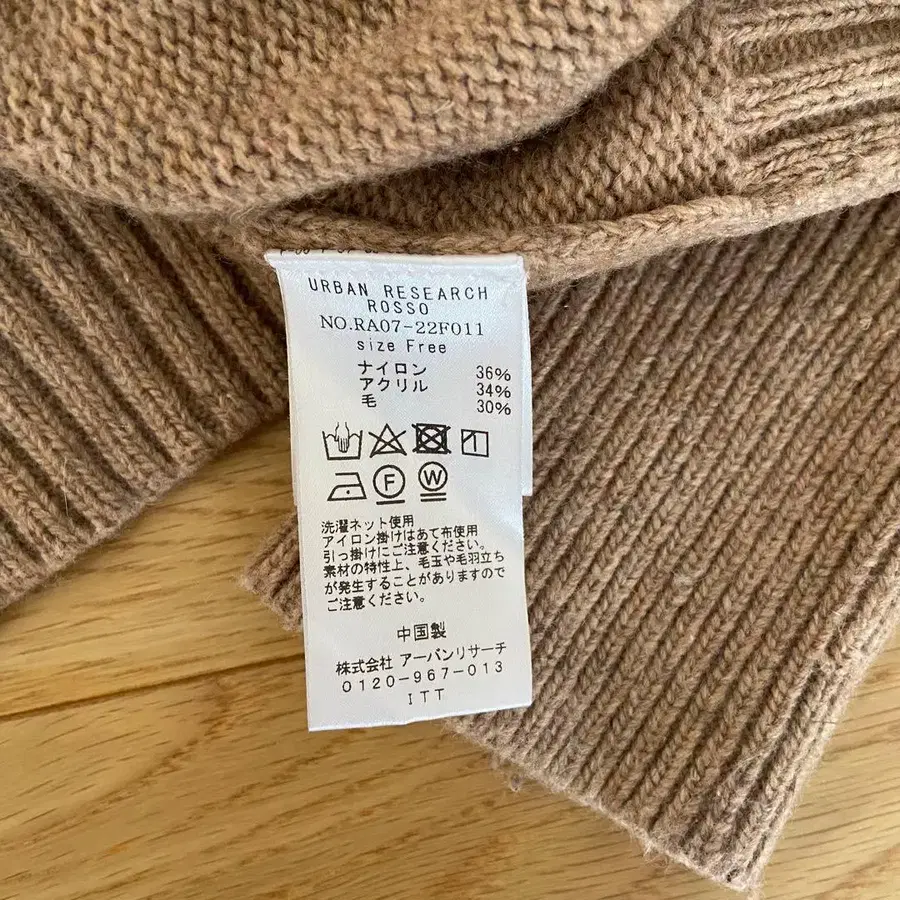 URBAN RESEARCH
ROSSO
NO.RA07-22F011
size Free
ナイロン 36%
アクリル 34%
毛 30%
F W
洗濯ネット使用
アイロン掛けはあて布使用
引っ掛けにご注意ください。
素材の特性上、毛玉や毛羽立ち
が発生することがありますので
ご注意ください。
中国製
株式会社 アーバンリサーチ
0120-967-013
ITT